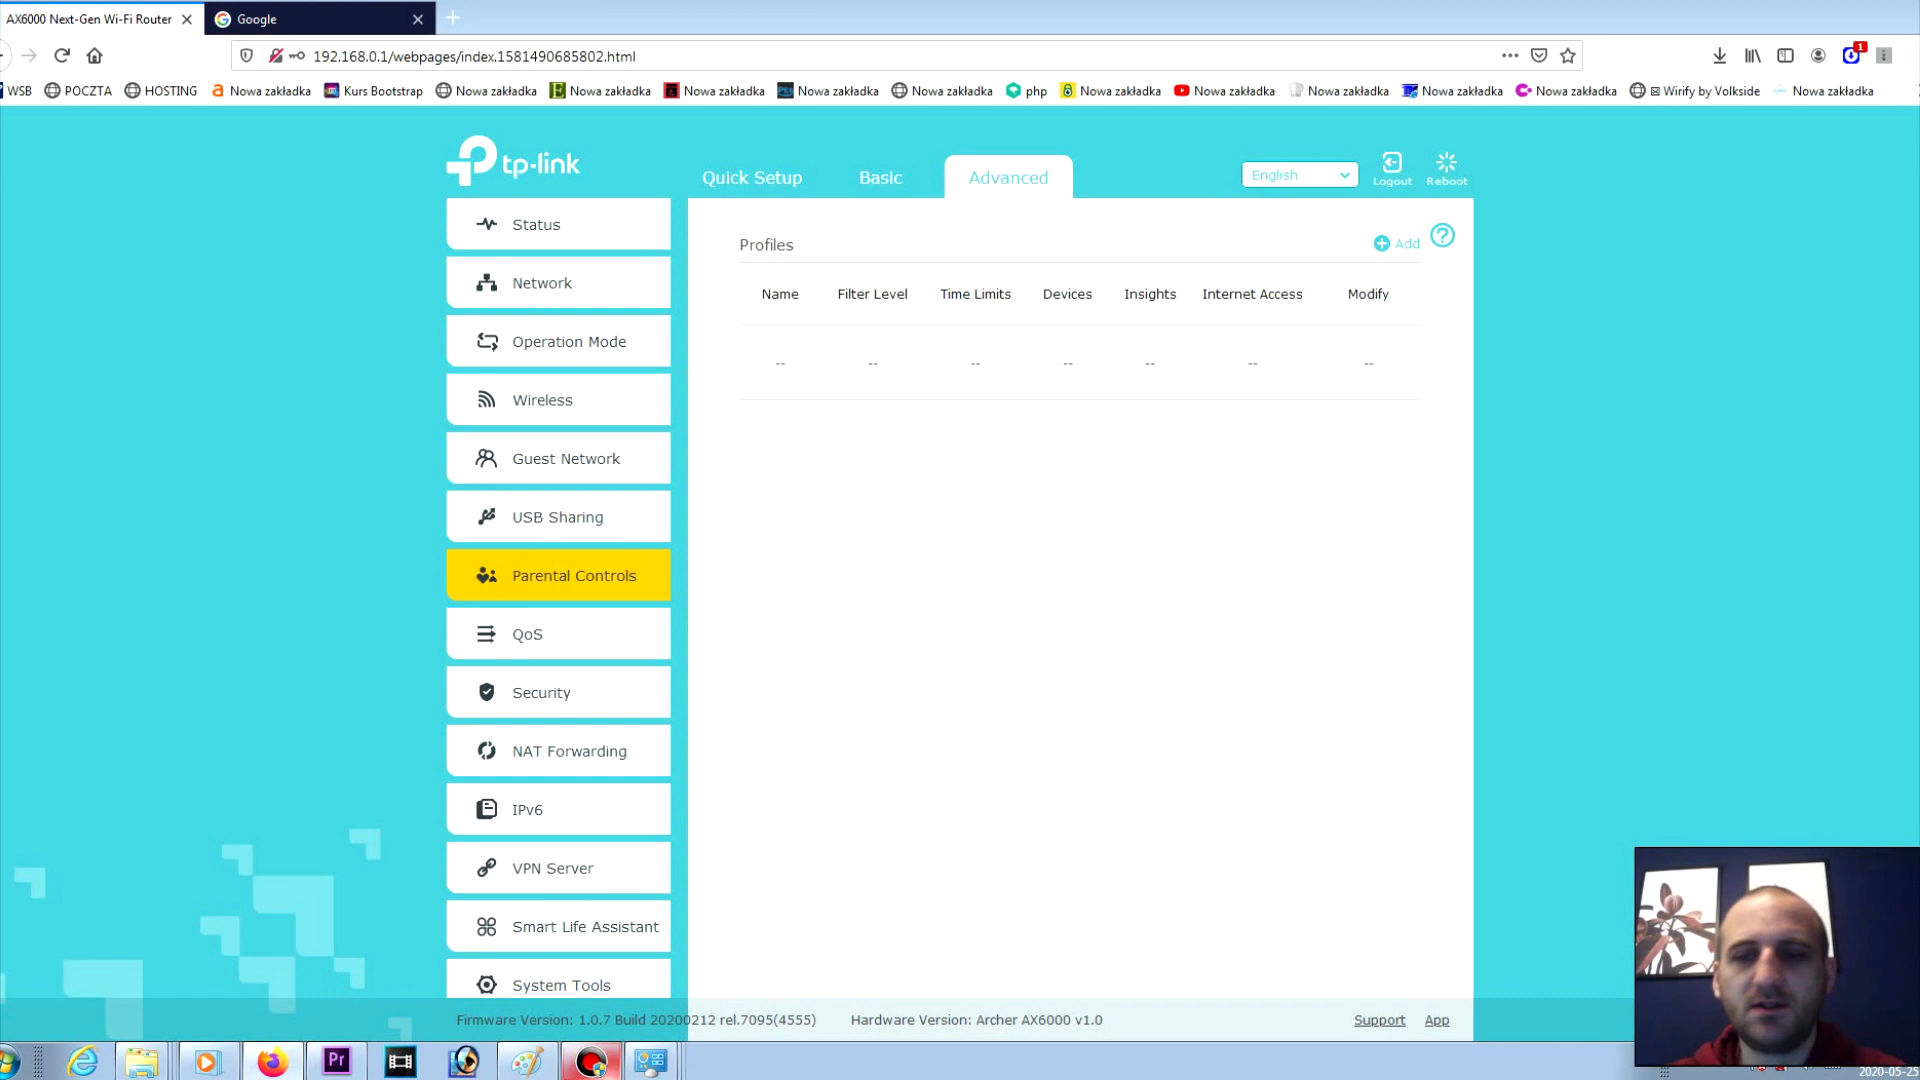 AX6000 Next-Gen Wi-Fi Router
Google
192.168.0.1/webpages/index.1581490685802.html
1
WSB POCZTA HOSTING Nowa zakładka Kurs Bootstrap Nowa zakładka Nowa zakładka Nowa zakładka Nowa zakładka Nowa zakładka php Nowa zakładka Nowa zakładka Nowa zakładka Nowa zakładka Nowa zakładka Wirify by Volkside Nowa zakładka
tp-link
Quick Setup Basic Advanced
English
Logout Reboot
Status
Network
Operation Mode
Wireless
Guest Network
USB Sharing
Parental Controls
QoS
Security
NAT Forwarding
IPv6
VPN Server
Smart Life Assistant
System Tools
Profiles
Add
Name Filter Level Time Limits Devices Insights Internet Access Modify
-- -- -- -- -- -- --
Firmware Version: 1.0.7 Build 20200212 rel.7095(4555) Hardware Version: Archer AX6000 v1.0 Support App
Pr
2020-05-25